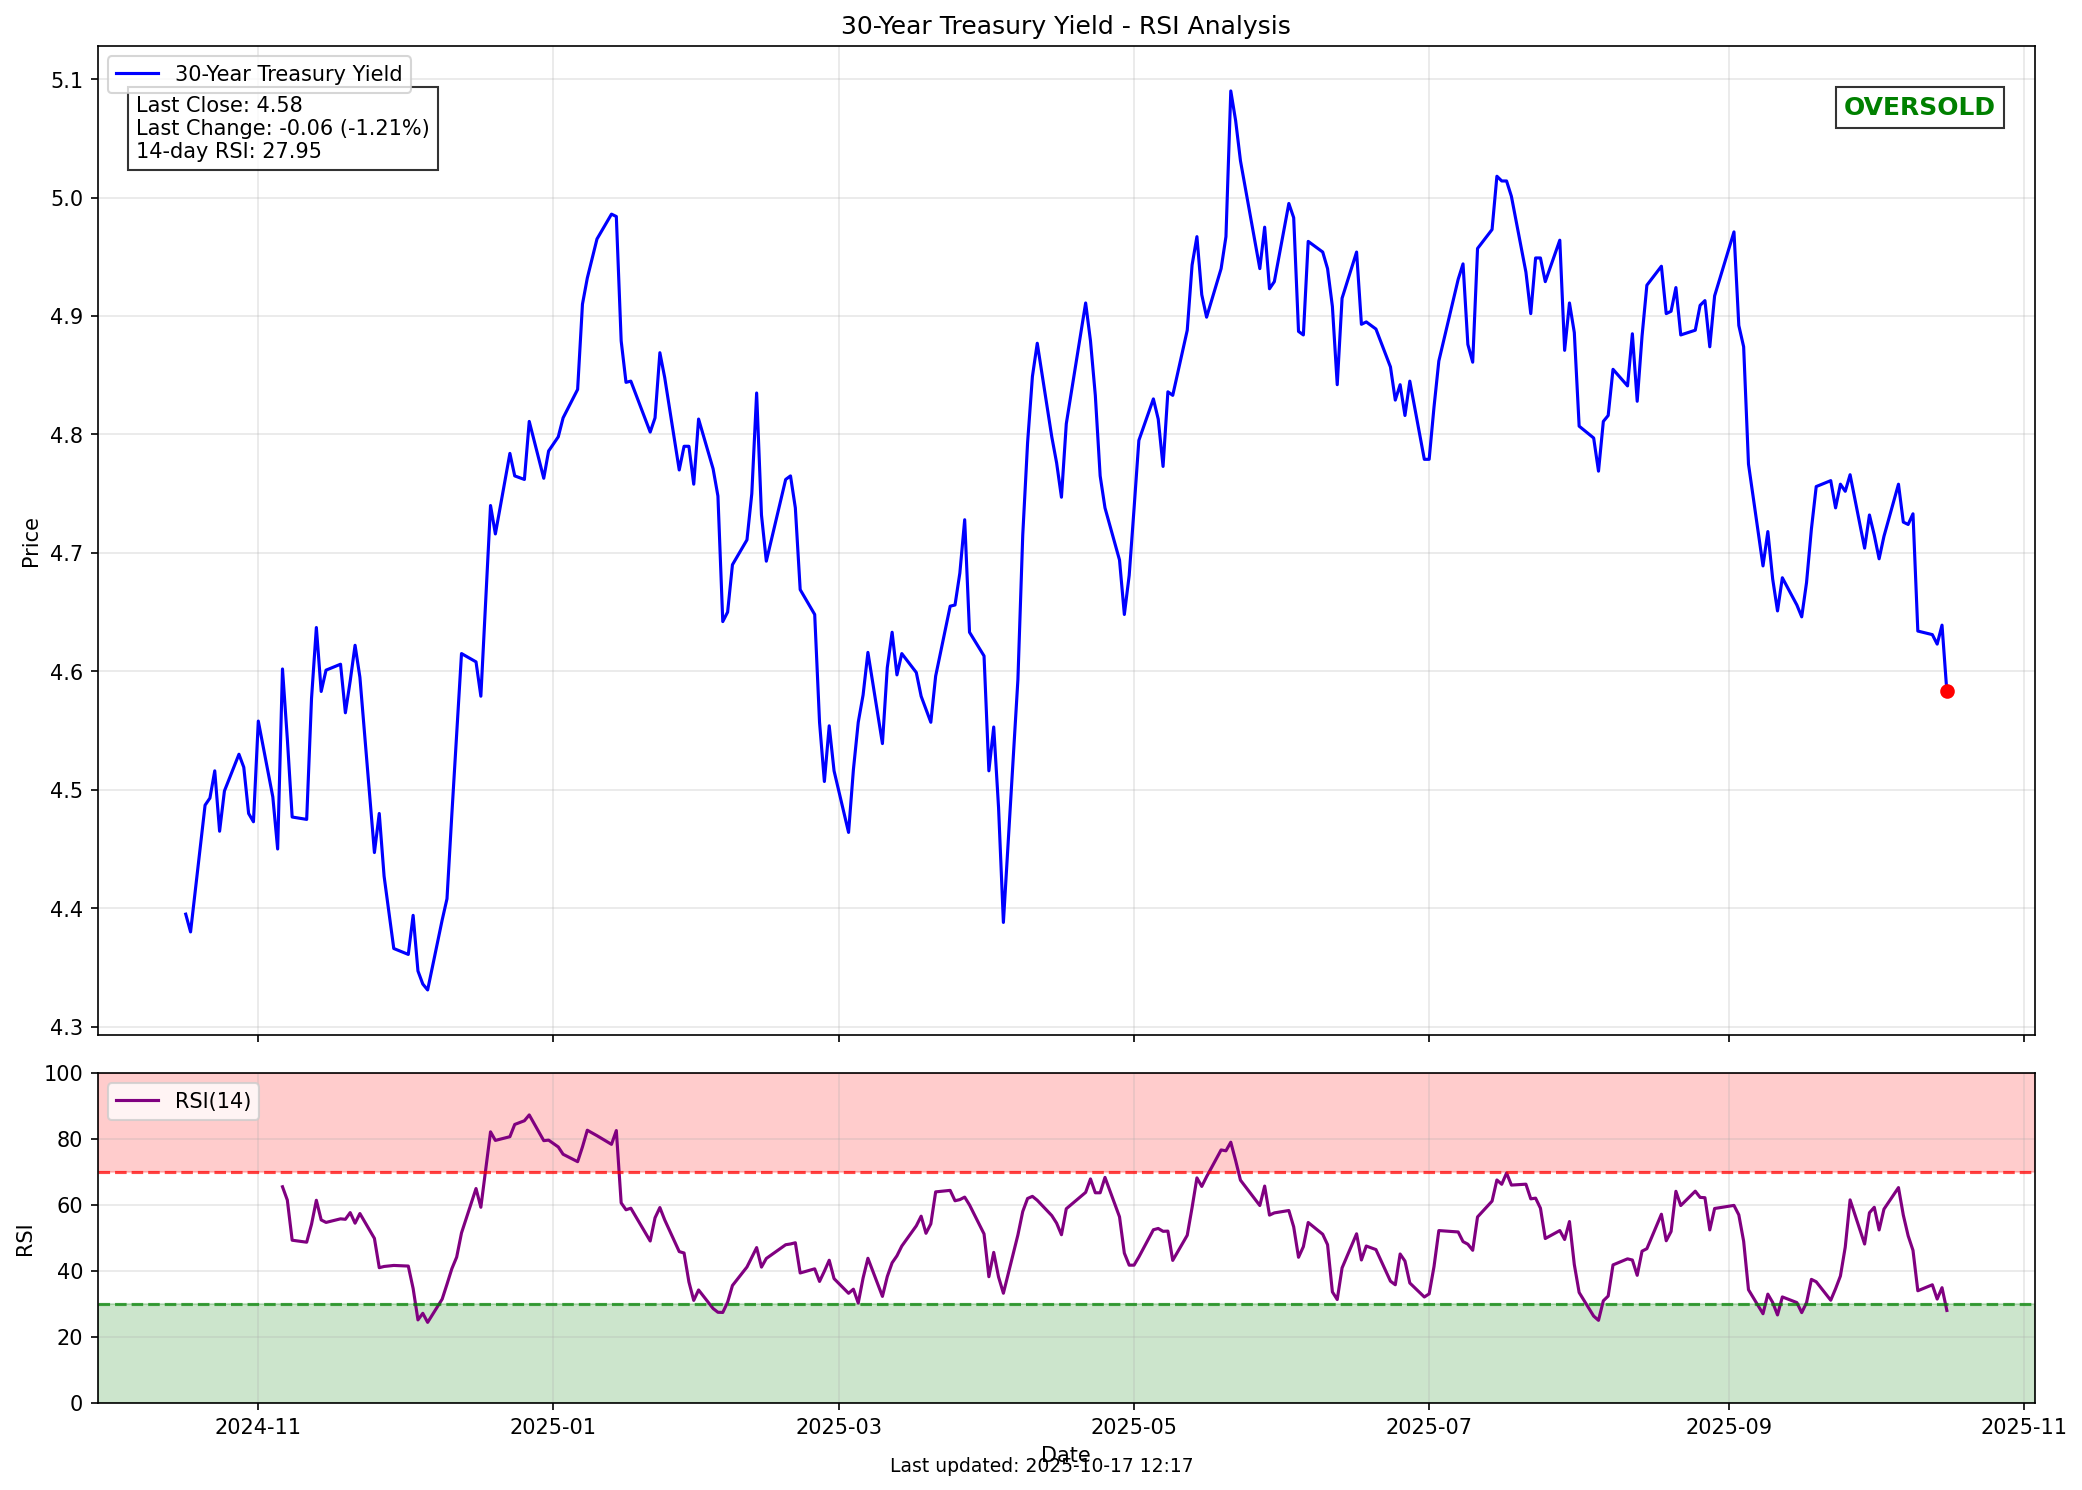 30-Year Treasury Yield - RSI Analysis
30-Year Treasury Yield
Last Close: 4.58
Last Change: -0.06 (-1.21%)
14-day RSI: 27.95
OVERSOLD
5.1
5.0
4.9
4.8
4.7
4.6
4.5
4.4
4.3
Price
RSI(14)
100
80
60
40
20
0
RSI
2024-11
2025-01
2025-03
2025-05
2025-07
2025-09
2025-11
Date
Last updated: 2025-10-17 12:17